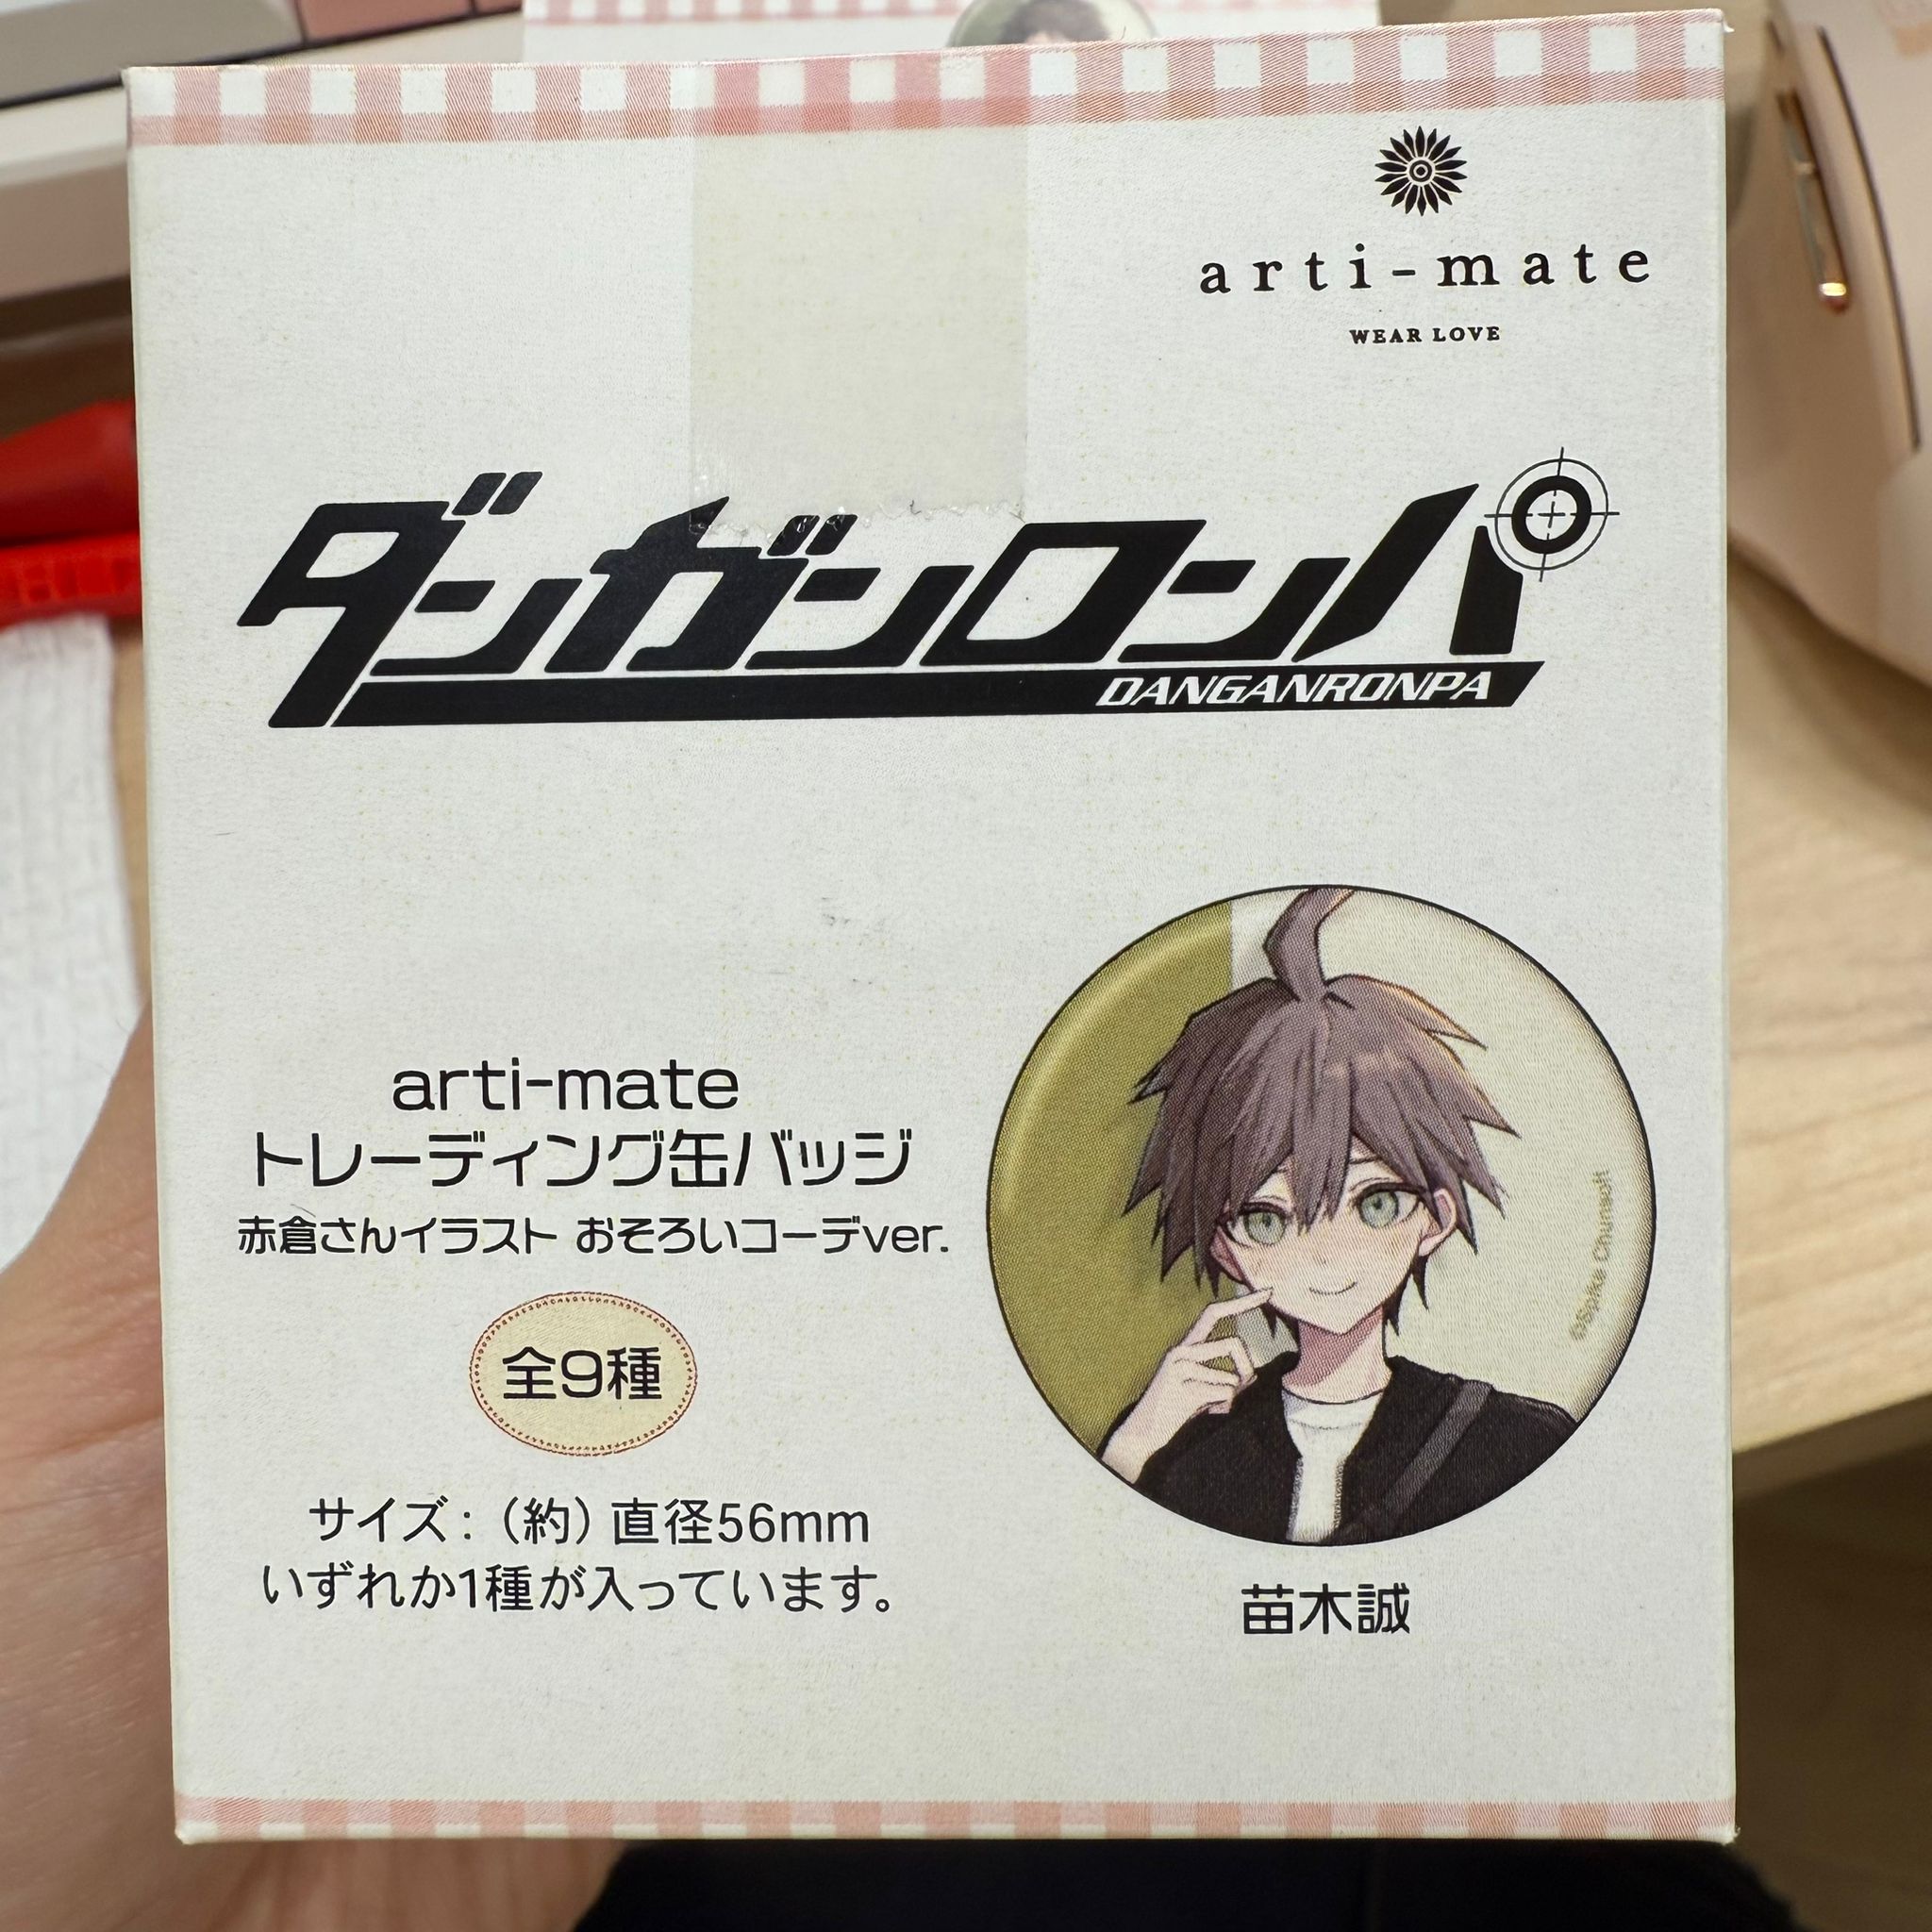 arti-mate
WEAR LOVE
ダンガンロンパ
DANGANRONPA
arti-mate
トレーディング缶バッジ
赤倉さんイラスト おそろいコーデver.
全9種
サイズ：（約）直径56mm
いずれか1種が入っています。
©Spike Chunsoft
苗木誠